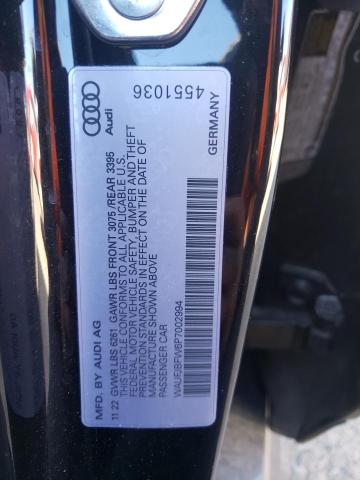 Audi
4551036
GERMANY
MFD. BY AUDI AG
11.22 GVWR LBS 6261 GAWR LBS FRONT 3075 /REAR 3395
THIS VEHICLE CONFORMS TO ALL APPLICABLE U.S.
FEDERAL MOTOR VEHICLE SAFETY, BUMPER AND THEFT
PREVENTION STANDARDS IN EFFECT ON THE DATE OF
MANUFACTURE SHOWN ABOVE
PASSENGER CAR
WAUFJBFW6P7002994